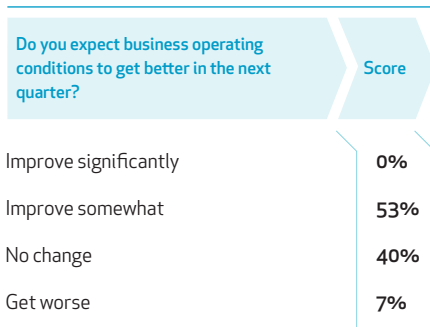 Do you expect business operating
conditions to get better in the next
quarter?
Score
Improve significantly 0%
Improve somewhat 53%
No change 40%
Get worse 7%